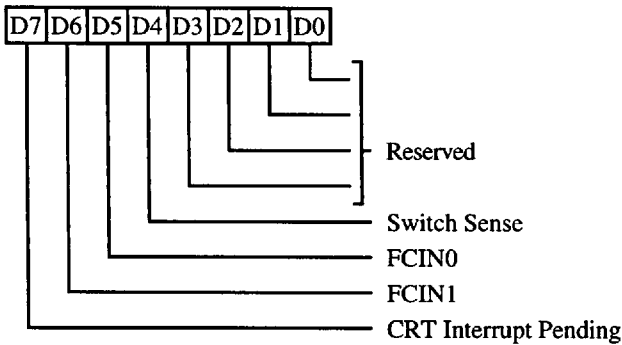 D7 D6 D5 D4 D3 D2 D1 D0
Reserved
Switch Sense
FCIN0
FCIN1
CRT Interrupt Pending